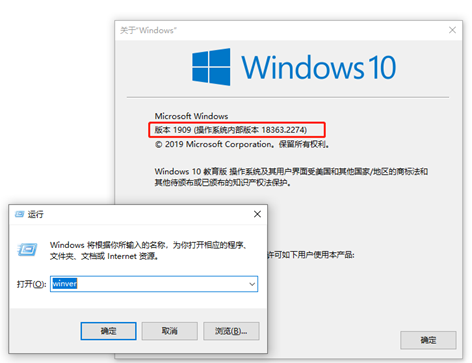 关于"Windows"
Windows 10
Microsoft Windows
版本 1909 (操作系统内部版本 18363.2274)
© 2019 Microsoft Corporation。保留所有权利。
Windows 10 教育版 操作系统及其用户界面受美国和其他国家/地区的商标法和
其他待颁布或已颁布的知识产权法保护。
许可如下用户使用本产品:
确定
运行
Windows 将根据你所输入的名称，为你打开相应的程序、
文件夹、文档或 Internet 资源。
打开(O):
winver
确定
取消
浏览(B)...